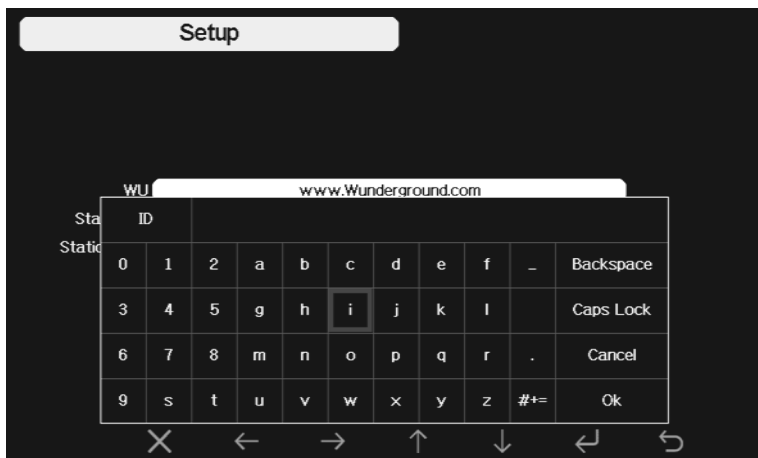 Setup
WU www.Wunderground.com
Sta ID
Static
0 1 2 a b c d e f _ Backspace
3 4 5 g h i j k l Caps Lock
6 7 8 m n o p q r . Cancel
9 s t u v w x y z #+= Ok